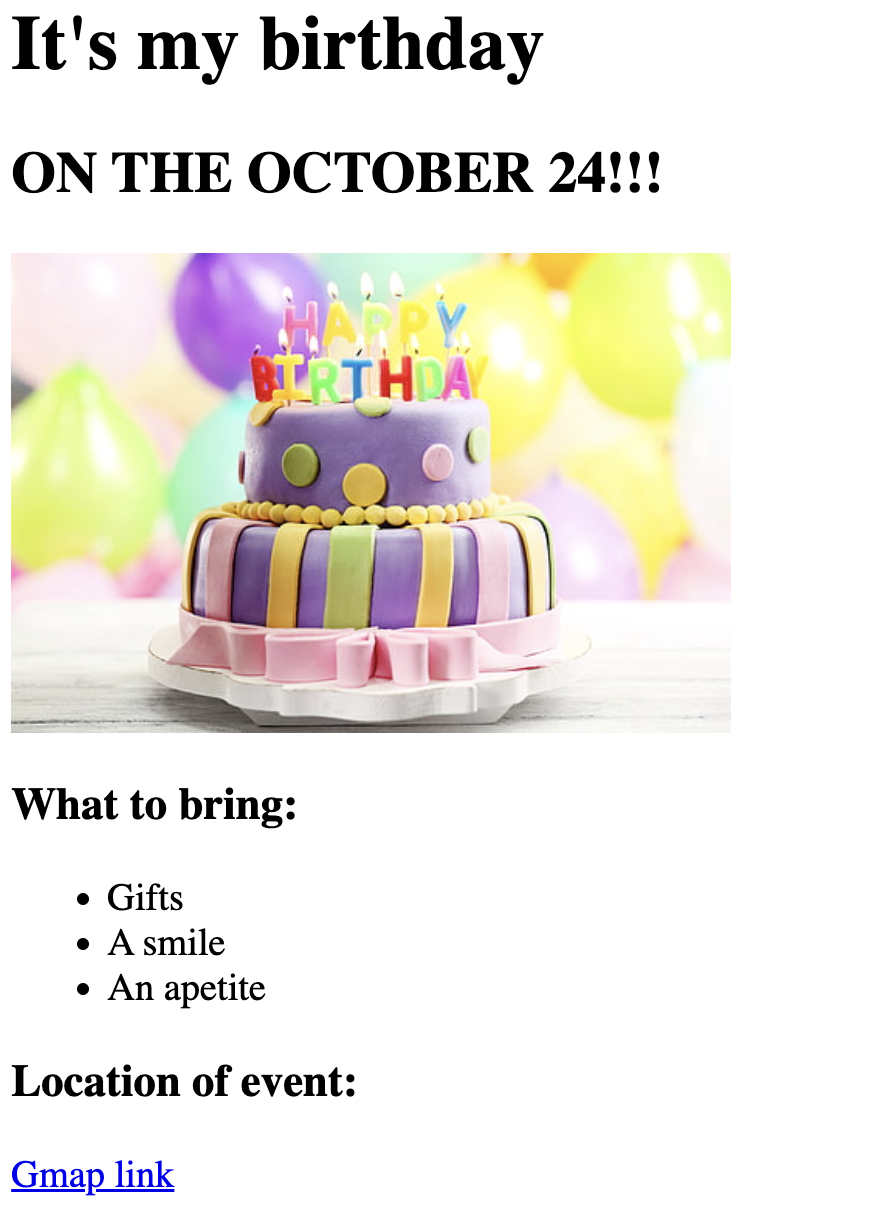 It's my birthday
ON THE OCTOBER 24!!!
HAPPY
BIRTHDAY
What to bring:
Gifts
A smile
An apetite
Location of event:
Gmap link